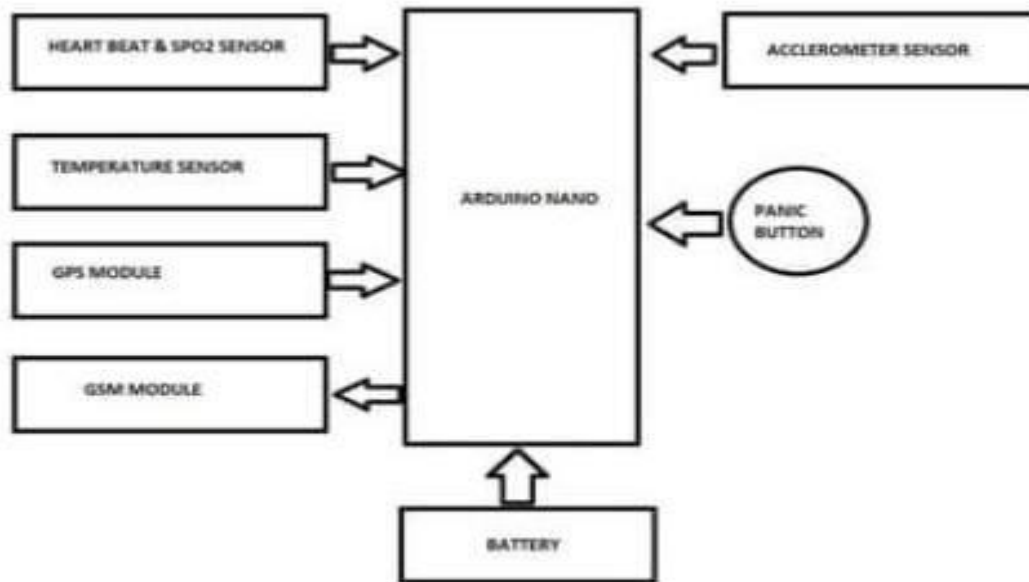 HEART BEAT & SPO2 SENSOR
ACCLEROMETER SENSOR
TEMPERATURE SENSOR
ARDUINO NANO
PANIC
BUTTON
GPS MODULE
GSM MODULE
BATTERY